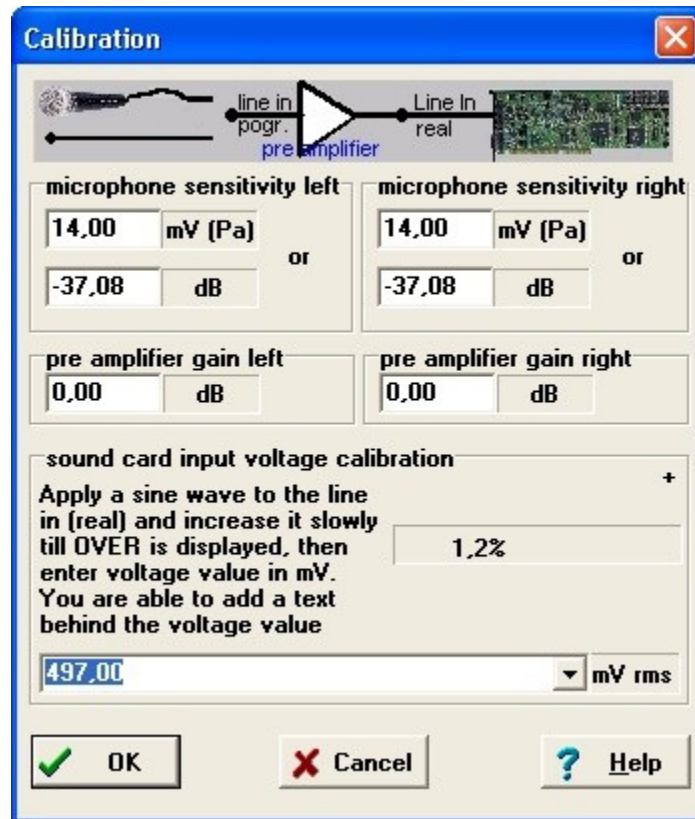 Calibration
line in
pogr.
pre amplifier
Line In
real
microphone sensitivity left
14,00 mV (Pa)
or
-37,08 dB
microphone sensitivity right
14,00 mV (Pa)
or
-37,08 dB
pre amplifier gain left
0,00 dB
pre amplifier gain right
0,00 dB
sound card input voltage calibration
+
Apply a sine wave to the line
in (real) and increase it slowly
till OVER is displayed, then
enter voltage value in mV.
You are able to add a text
behind the voltage value
1,2%
497,00 mV rms
OK
Cancel
? Help